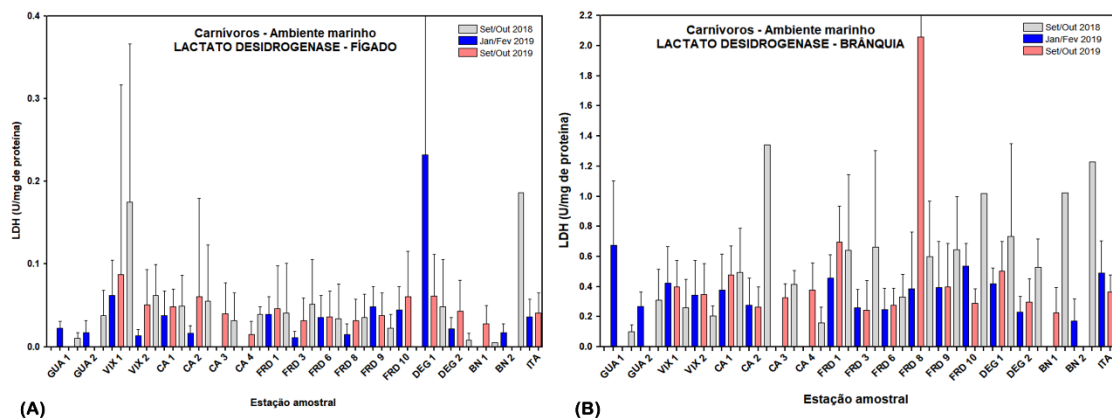 Carnívoros - Ambiente marinho
LACTATO DESIDROGENASE - FÍGADO
Set/Out 2018
Jan/Fev 2019
Set/Out 2019
LDH (U/mg de proteína)
0.4
0.3
0.2
0.1
0.0
GUA 1 GUA 2 VIX 1 VIX 2 CA 1 CA 2 CA 3 CA 4 FRD 1 FRD 3 FRD 6 FRD 8 FRD 9 FRD 10 DEG 1 DEG 2 BN 1 BN 2 ITA
Estação amostral
(A)
Carnívoros - Ambiente marinho
LACTATO DESIDROGENASE - BRÂNQUIA
Set/Out 2018
Jan/Fev 2019
Set/Out 2019
LDH (U/mg de proteína)
2.2
2.0
1.8
1.6
1.4
1.2
1.0
0.8
0.6
0.4
0.2
0.0
GUA 1 GUA 2 VIX 1 VIX 2 CA 1 CA 2 CA 3 CA 4 FRD 1 FRD 3 FRD 6 FRD 8 FRD 9 FRD 10 DEG 1 DEG 2 BN 1 BN 2 ITA
Estação amostral
(B)